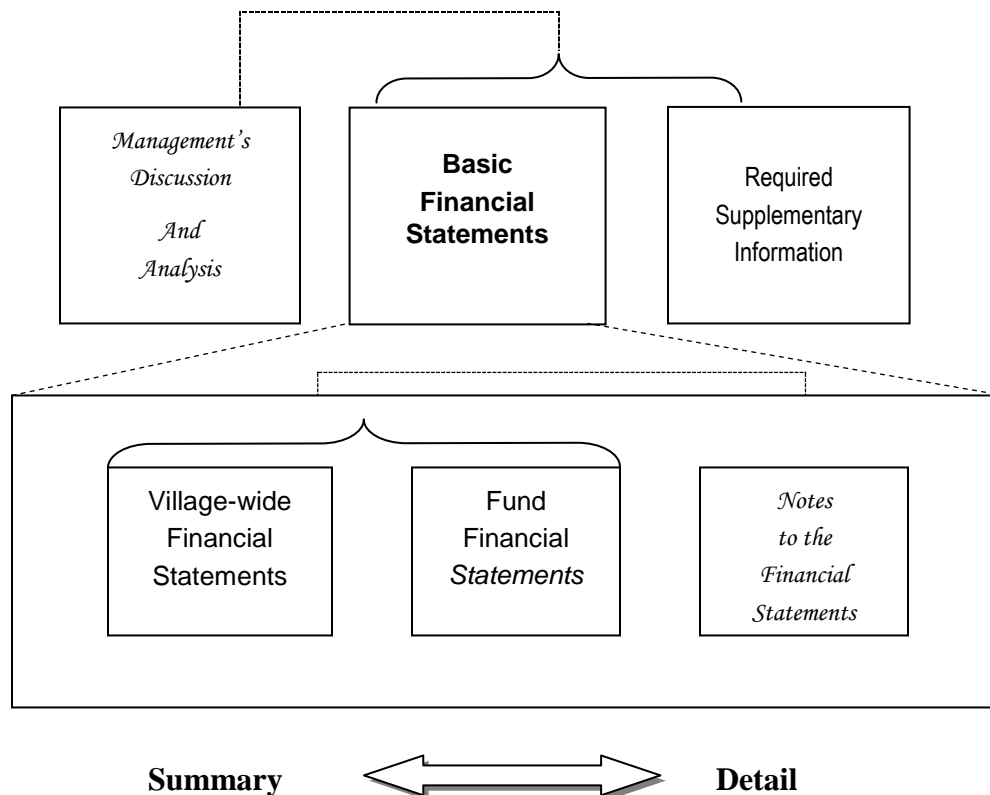 Management's
Discussion
And
Analysis
Basic
Financial
Statements
Required
Supplementary
Information
Village-wide
Financial
Statements
Fund
Financial
Statements
Notes
to the
Financial
Statements
Summary
Detail